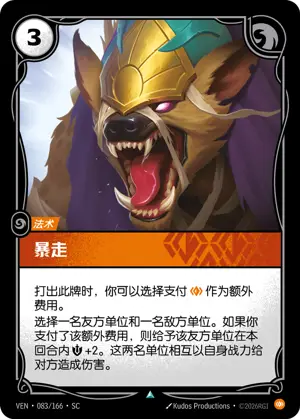 3
法术
暴走
打出此牌时，你可以选择支付作为额外
费用。
选择一名友方单位和一名敌方单位。如果你支
付了该额外费用，则给予该友方单位在本
回合内+2。这两名单位相互以自身战力给
对方造成伤害。
VEN • 083/166 • SC
Kudos Productions • ©2026RGJ